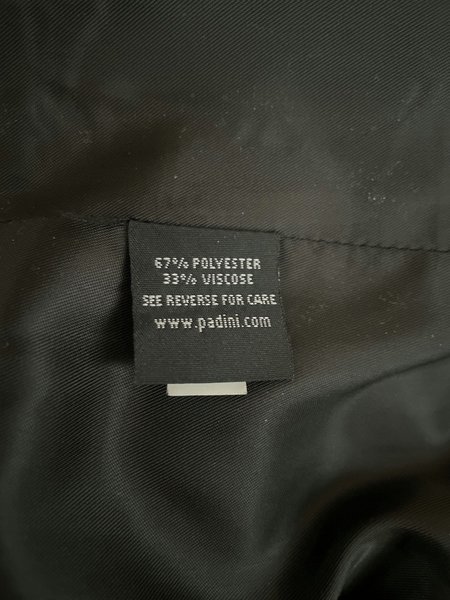 67% POLYESTER
33% VISCOSE
SEE REVERSE FOR CARE
www.padini.com